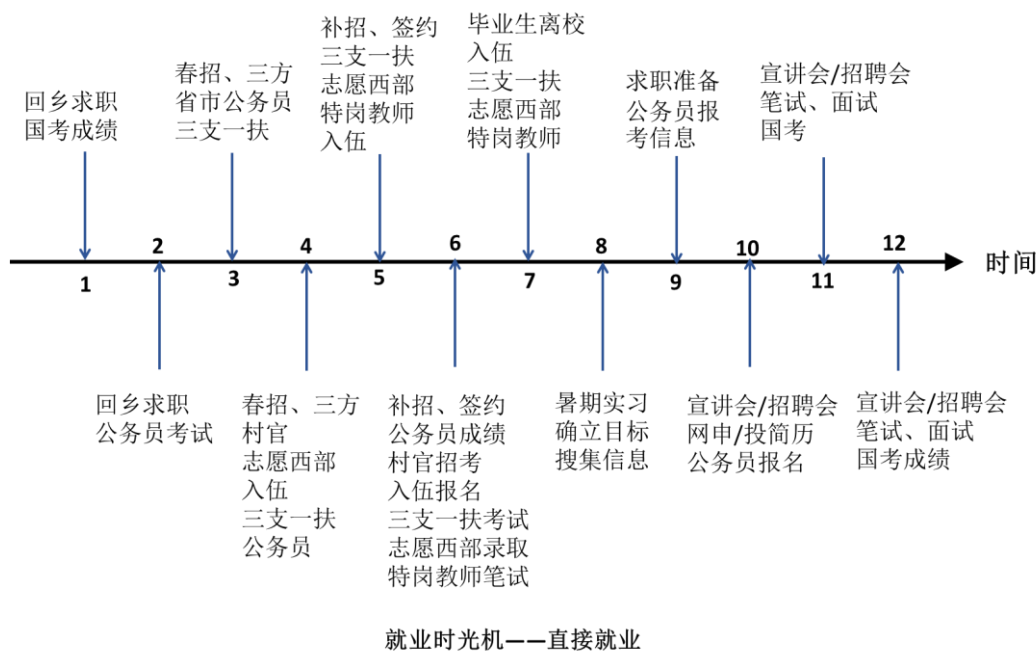 回乡求职
国考成绩
春招、三方
省市公务员
三支一扶
补招、签约
三支一扶
志愿西部
特岗教师
入伍
毕业生离校
入伍
三支一扶
志愿西部
特岗教师
求职准备
公务员报
考信息
宣讲会/招聘会
笔试、面试
国考
1
2
3
4
5
6
7
8
9
10
11
12
时间
回乡求职
公务员考试
春招、三方
村官
志愿西部
入伍
三支一扶
公务员
补招、签约
公务员成绩
村官招考
入伍报名
三支一扶考试
志愿西部录取
特岗教师笔试
暑期实习
确立目标
搜集信息
宣讲会/招聘会
网申/投简历
公务员报名
宣讲会/招聘会
笔试、面试
国考成绩
就业时光机——直接就业